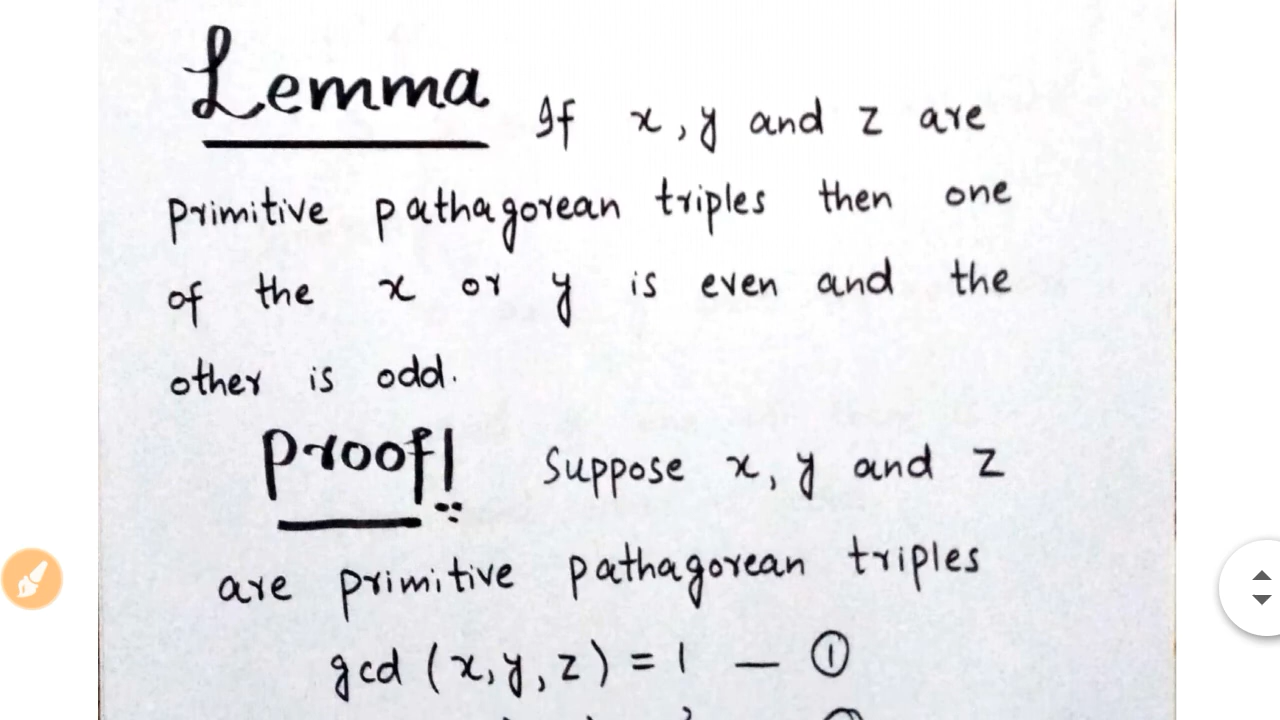 Lemma If x, y and z are
primitive pathagorean triples then one
of the x or y is even and the
other is odd.
Proof! Suppose x, y and z
are primitive pathagorean triples
gcd (x, y, z) = 1 — ①